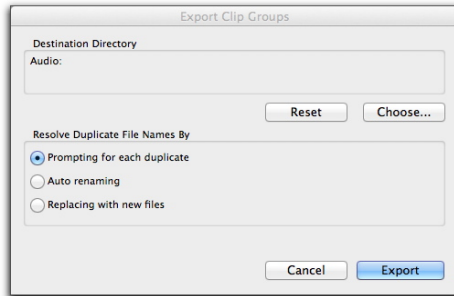 Export Clip Groups
Destination Directory
Audio:
Reset
Choose...
Resolve Duplicate File Names By
Prompting for each duplicate
Auto renaming
Replacing with new files
Cancel
Export